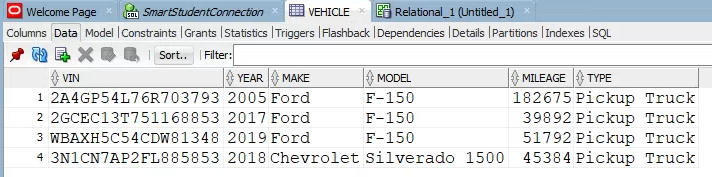 Welcome Page SmartStudentConnection VEHICLE Relational_1 (Untitled_1)
Columns Data Model Constraints Grants Statistics Triggers Flashback Dependencies Details Partitions Indexes SQL
Sort.. Filter:
VIN YEAR MAKE MODEL MILEAGE TYPE
1 2A4GP54L76R703793 2005 Ford F-150 182675 Pickup Truck
2 2GCEC13T751168853 2017 Ford F-150 39892 Pickup Truck
3 WBAXH5C54CDW81348 2019 Ford F-150 51792 Pickup Truck
4 3N1CN7AP2FL885853 2018 Chevrolet Silverado 1500 45384 Pickup Truck